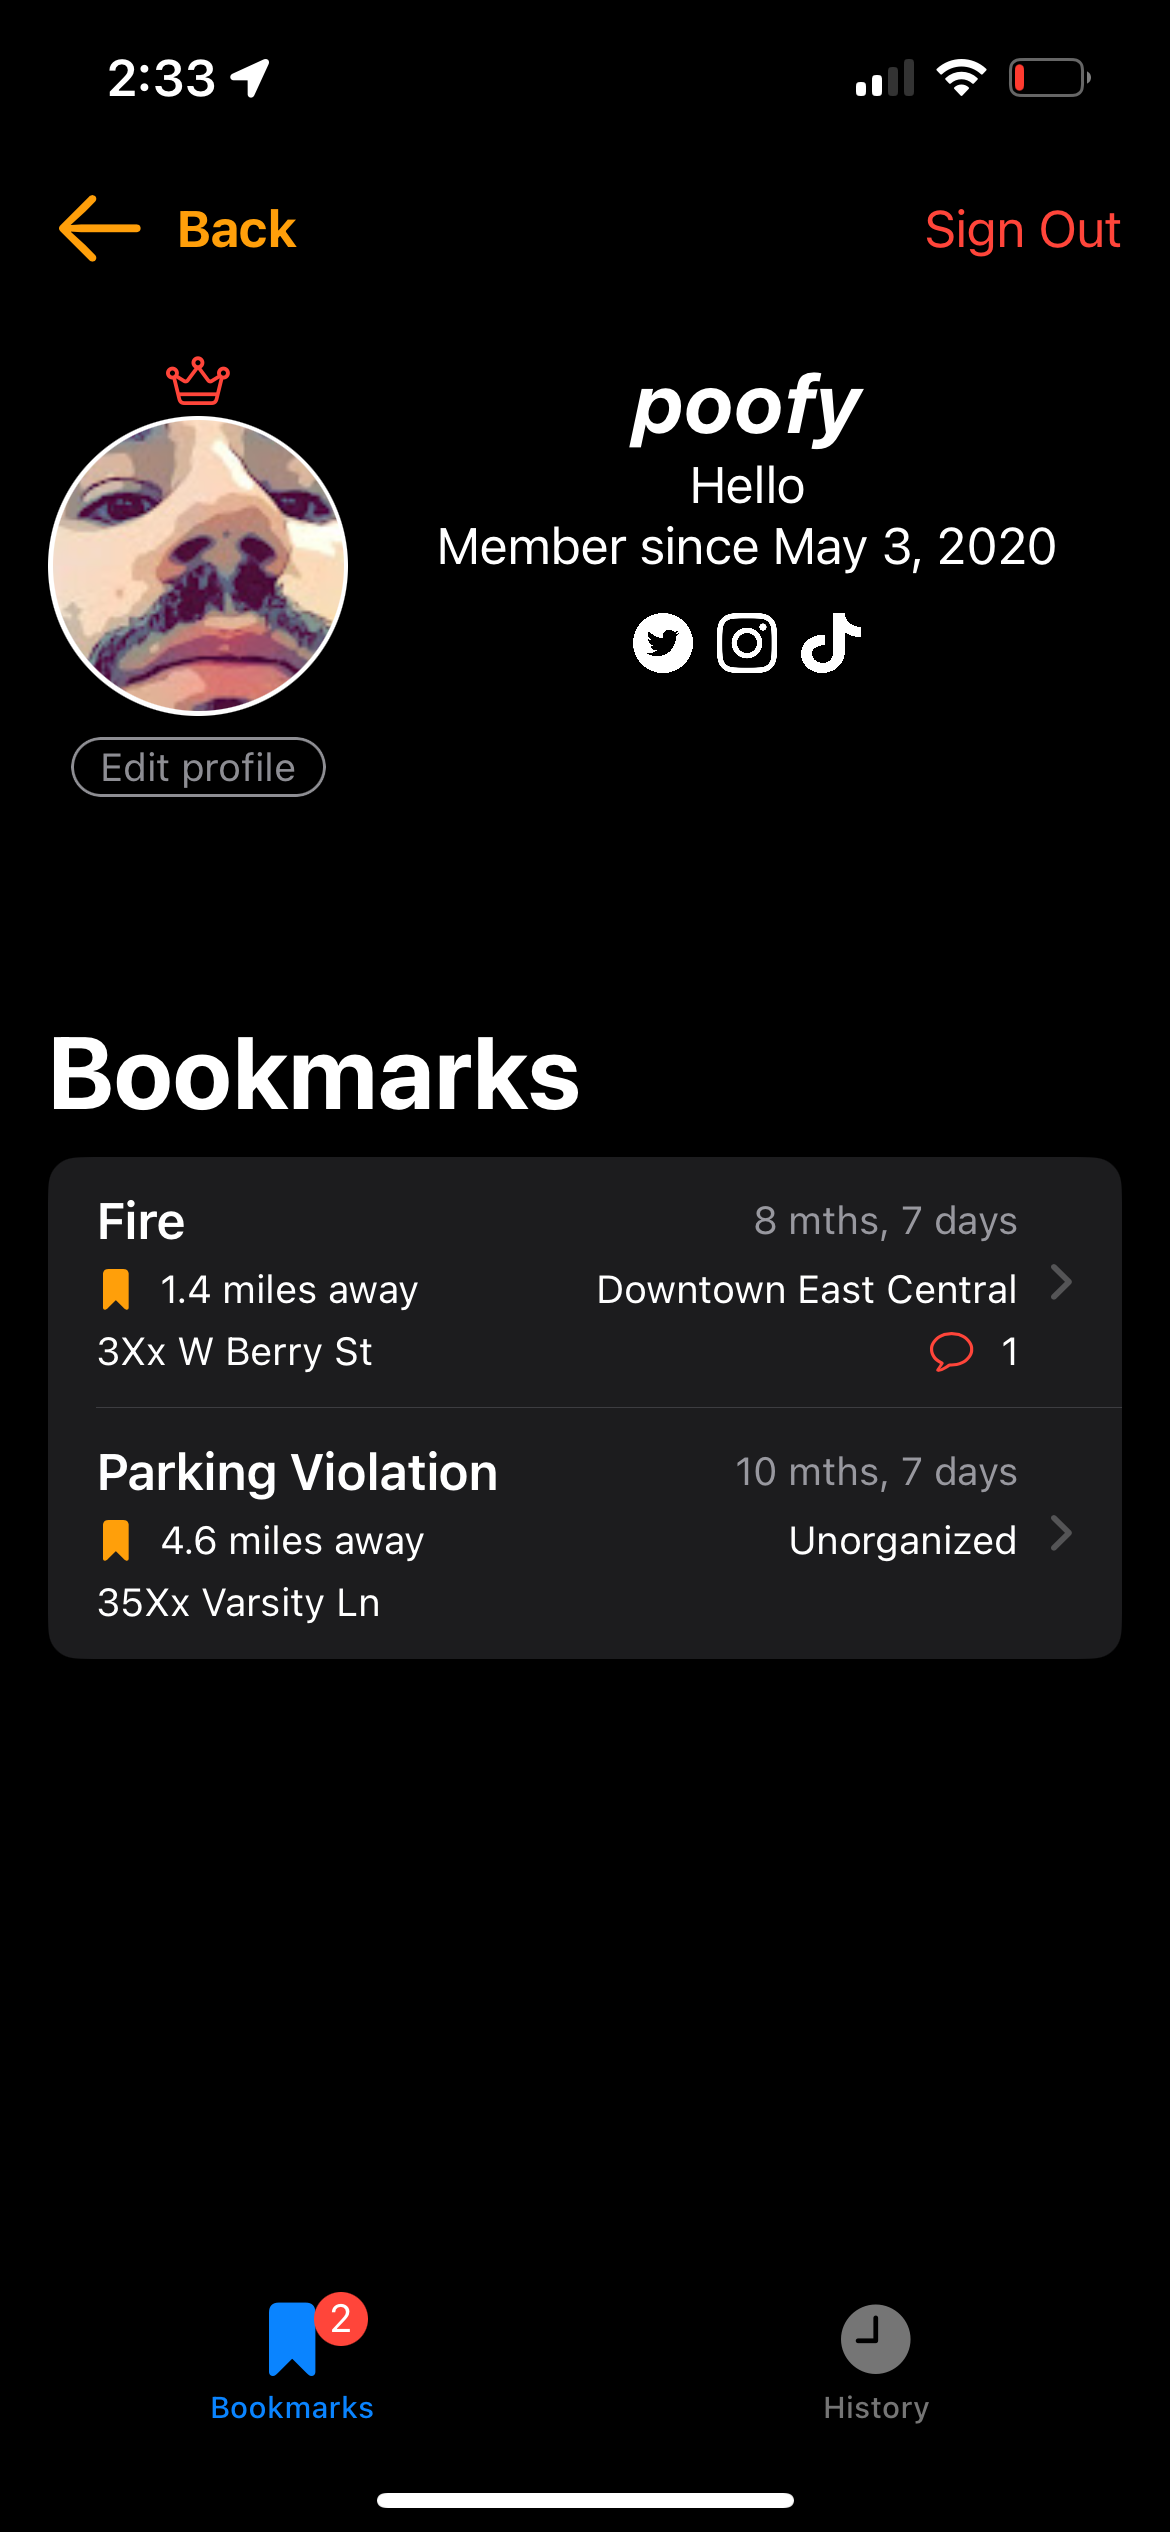 2:33
Back
Sign Out
poofy
Hello
Member since May 3, 2020
Edit profile
Bookmarks
Fire
8 mths, 7 days
1.4 miles away
Downtown East Central
3Xx W Berry St
1
Parking Violation
10 mths, 7 days
4.6 miles away
Unorganized
35Xx Varsity Ln
2
Bookmarks
History